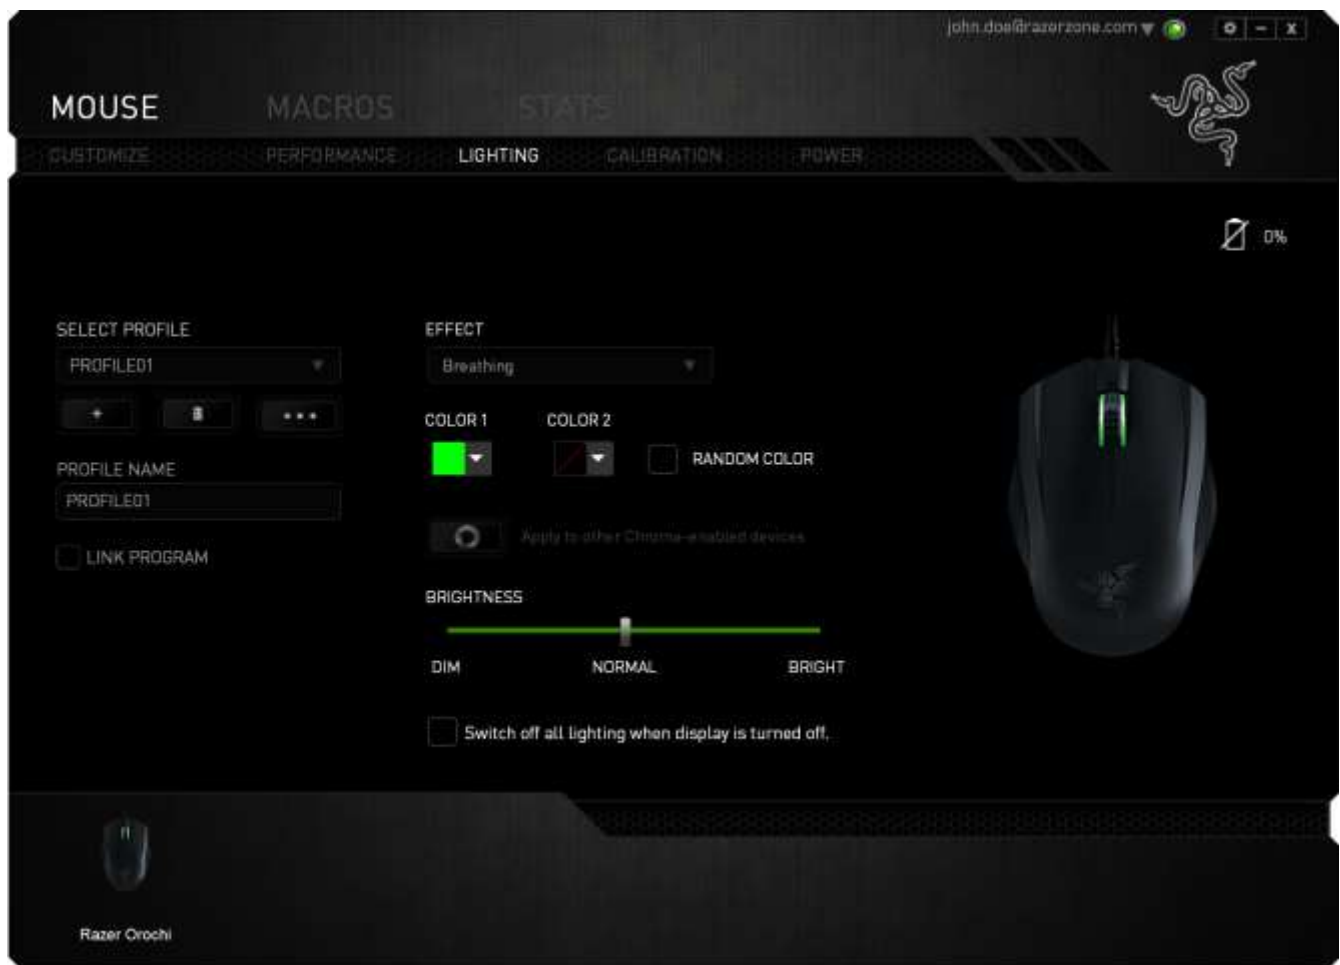 john.doe@razerzone.com
MOUSE MACROS STATS
CUSTOMIZE PERFORMANCE LIGHTING CALIBRATION POWER
0%
SELECT PROFILE
PROFILE01
PROFILE NAME
PROFILE01
LINK PROGRAM
EFFECT
Breathing
COLOR 1 COLOR 2
RANDOM COLOR
Apply to other Chroma-enabled devices
BRIGHTNESS
DIM NORMAL BRIGHT
Switch off all lighting when display is turned off.
Razer Orochi